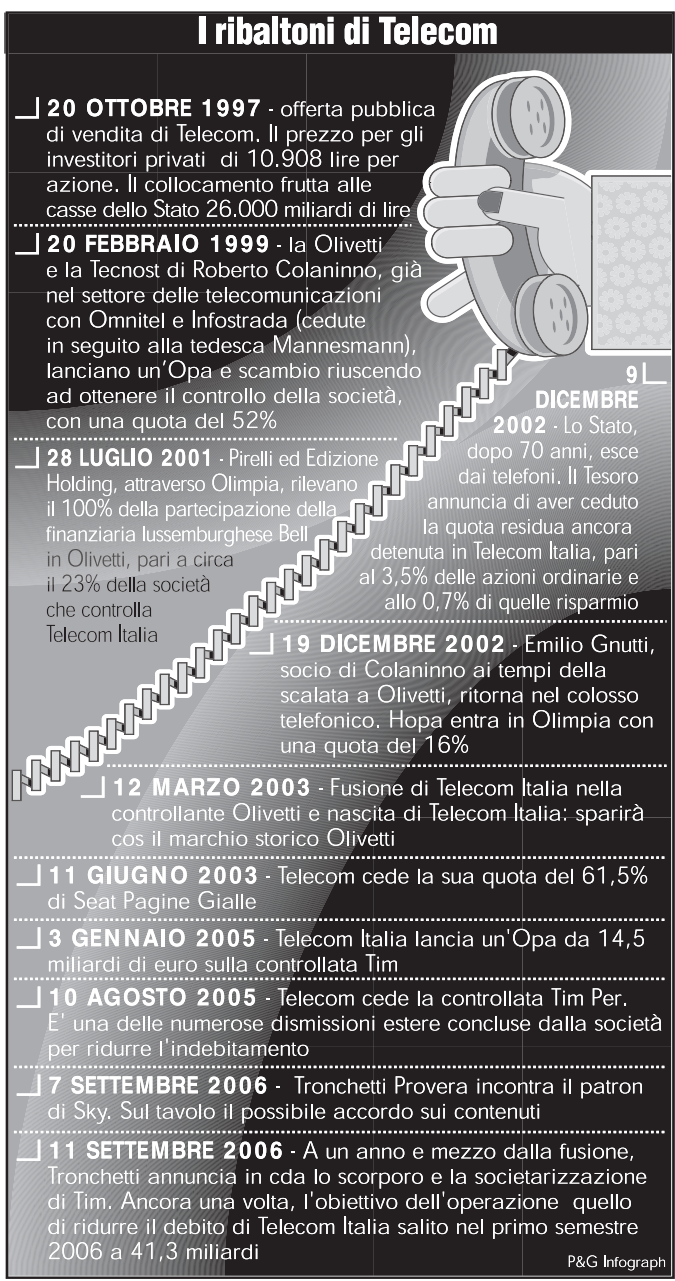 I ribaltoni di Telecom
20 OTTOBRE 1997 - offerta pubblica
di vendita di Telecom. Il prezzo per gli
investitori privati di 10.908 lire per
azione. Il collocamento frutta alle
casse dello Stato 26.000 miliardi di lire
20 FEBBRAIO 1999 - la Olivetti
e la Tecnost di Roberto Colaninno, già
nel settore delle telecomunicazioni
con Omnitel e Infostrada (cedute
in seguito alla tedesca Mannesmann),
lanciano un'Opa e scambio riuscendo
ad ottenere il controllo della società,
con una quota del 52%
28 LUGLIO 2001 - Pirelli ed Edizione
Holding, attraverso Olimpia, rilevano
il 100% della partecipazione della
finanziaria lussemburghese Bell
in Olivetti, pari a circa
il 23% della società
che controlla
Telecom Italia
9
DICEMBRE
2002 - Lo Stato,
dopo 70 anni, esce
dai telefoni. Il Tesoro
annuncia di aver ceduto
la quota residua ancora
detenuta in Telecom Italia, pari
al 3,5% delle azioni ordinarie e
allo 0,7% di quelle risparmio
19 DICEMBRE 2002 - Emilio Gnutti,
socio di Colaninno ai tempi della
scalata a Olivetti, ritorna nel colosso
telefonico. Hopa entra in Olimpia con
una quota del 16%
12 MARZO 2003 - Fusione di Telecom Italia nella
controllante Olivetti e nascita di Telecom Italia: sparirà
cos il marchio storico Olivetti
11 GIUGNO 2003 - Telecom cede la sua quota del 61,5%
di Seat Pagine Gialle
3 GENNAIO 2005 - Telecom Italia lancia un'Opa da 14,5
miliardi di euro sulla controllata Tim
10 AGOSTO 2005 - Telecom cede la controllata Tim Per.
E' una delle numerose dismissioni estere concluse dalla società
per ridurre l'indebitamento
7 SETTEMBRE 2006 - Tronchetti Provera incontra il patron
di Sky. Sul tavolo il possibile accordo sui contenuti
11 SETTEMBRE 2006 - A un anno e mezzo dalla fusione,
Tronchetti annuncia in cda lo scorporo e la societarizzazione
di Tim. Ancora una volta, l'obiettivo dell'operazione quello
di ridurre il debito di Telecom Italia salito nel primo semestre
2006 a 41,3 miliardi
P&G Infograph